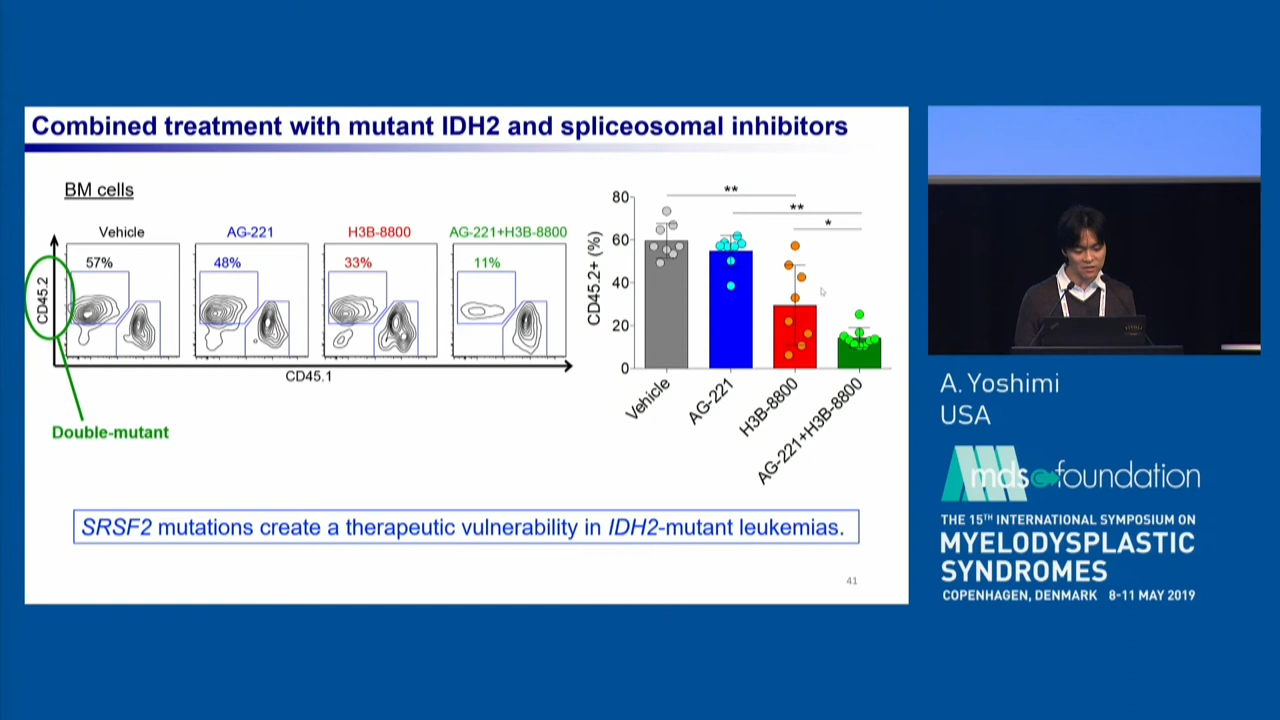 Combined treatment with mutant IDH2 and spliceosomal inhibitors
BM cells
Vehicle
AG-221
H3B-8800
AG-221+H3B-8800
57%
48%
33%
11%
CD45.2
CD45.1
Double-mutant
80
60
40
20
0
CD45.2+ (%)
**
**
*
Vehicle
AG-221
H3B-8800
AG-221+H3B-8800
SRSF2 mutations create a therapeutic vulnerability in IDH2-mutant leukemias.
41
A. Yoshimi
USA
mds foundation
THE 15TH INTERNATIONAL SYMPOSIUM ON
MYELODYSPLASTIC
SYNDROMES
COPENHAGEN, DENMARK 8-11 MAY 2019